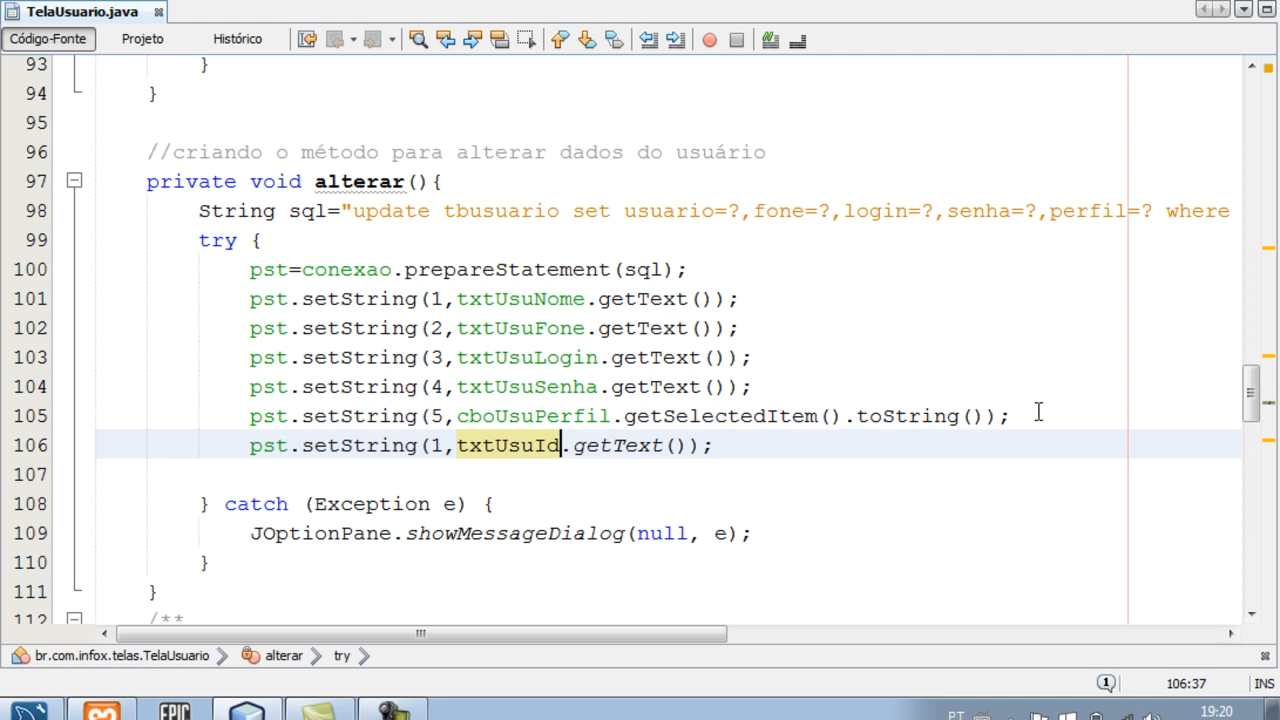 TelaUsuario.java
Código-Fonte Projeto Histórico
93 }
94 }
95
96 //criando o método para alterar dados do usuário
97 private void alterar(){
98 String sql="update tbusuario set usuario=?,fone=?,login=?,senha=?,perfil=? where
99 try {
100 pst=conexao.prepareStatement(sql);
101 pst.setString(1,txtUsuNome.getText());
102 pst.setString(2,txtUsuFone.getText());
103 pst.setString(3,txtUsuLogin.getText());
104 pst.setString(4,txtUsuSenha.getText());
105 pst.setString(5,cboUsuPerfil.getSelectedItem().toString());
106 pst.setString(1,txtUsuId.getText());
107
108 } catch (Exception e) {
109 JOptionPane.showMessageDialog(null, e);
110 }
111 }
112 /**
br.com.infox.telas.TelaUsuario alterar try
1 106:37 INS
EPIC PT 19:20